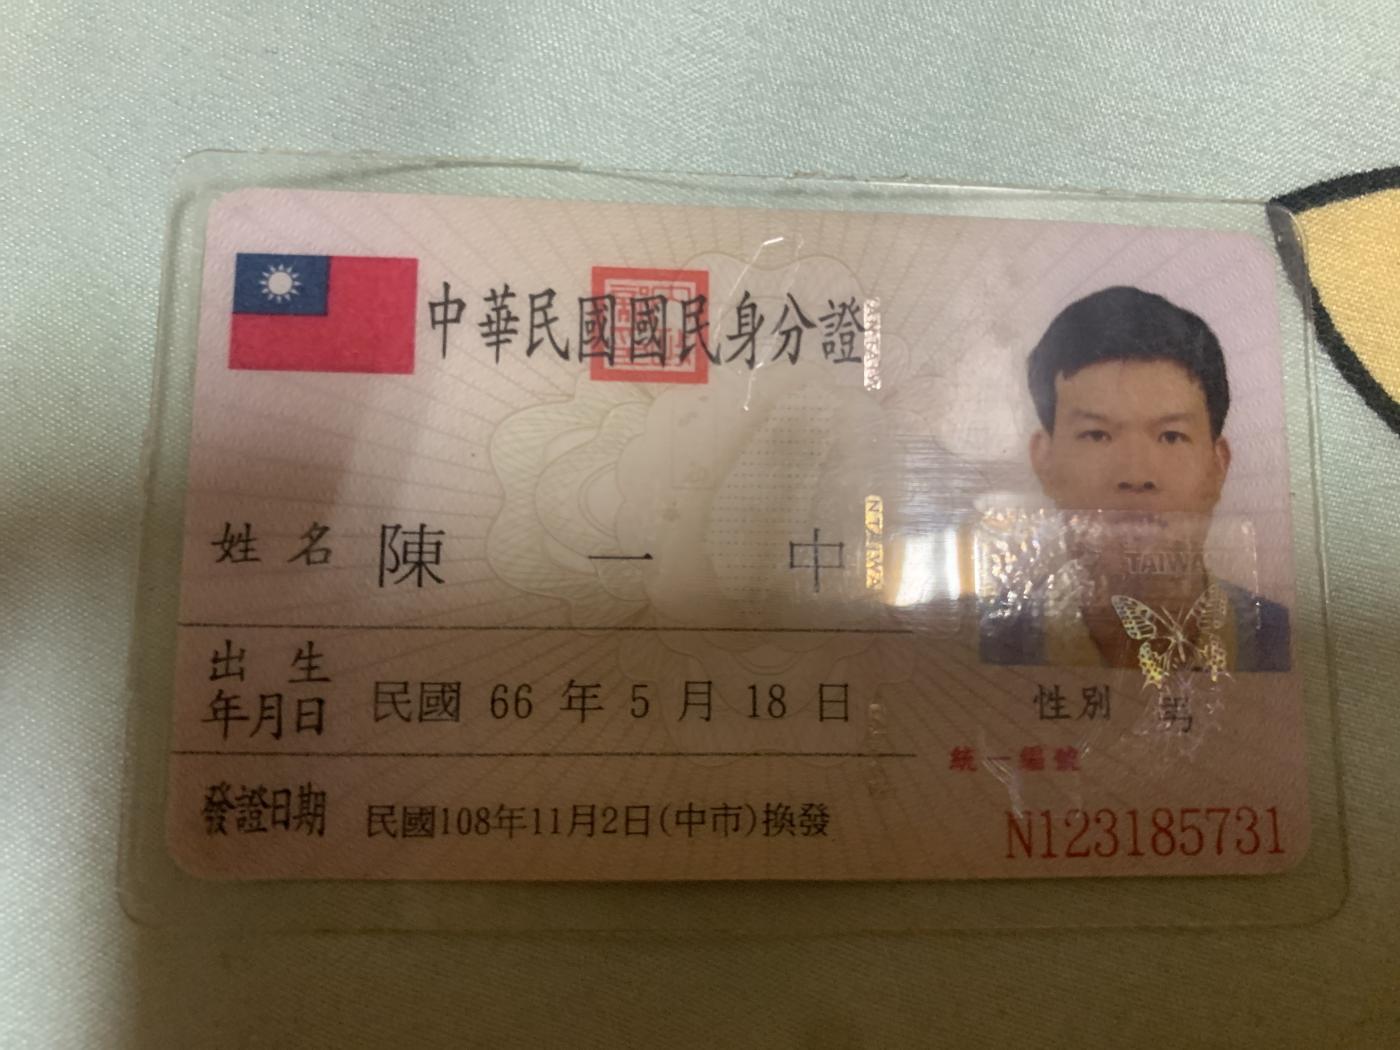 中華民國國民身分證
姓名 陳一中
出生年月日 民國 66 年 5 月 18 日
性別 男
發證日期 民國108年11月2日(中市)換發
統一編號
N123185731
TAIWAN